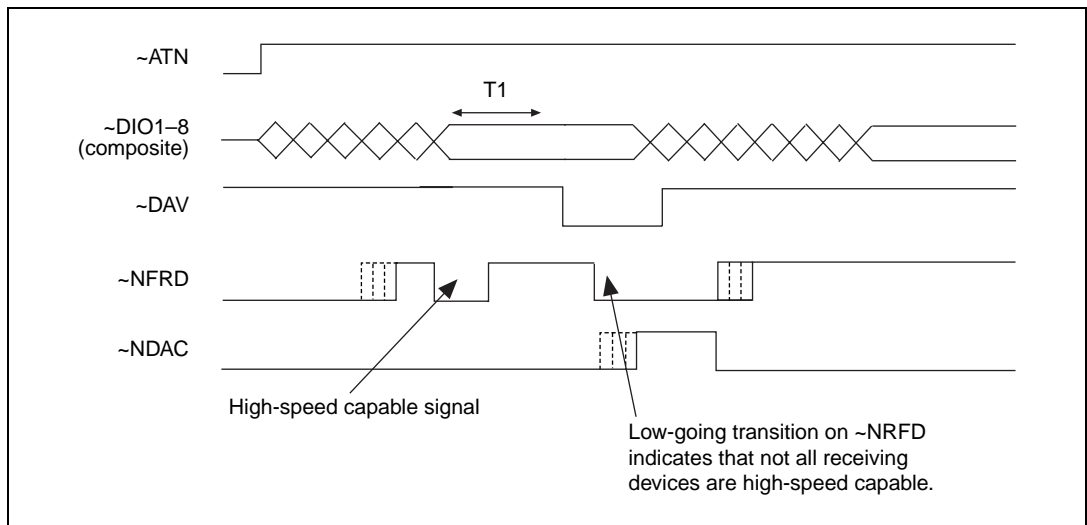 ~ATN
T1
~DIO1–8
(composite)
~DAV
~NFRD
~NDAC
High-speed capable signal
Low-going transition on ~NRFD
indicates that not all receiving
devices are high-speed capable.